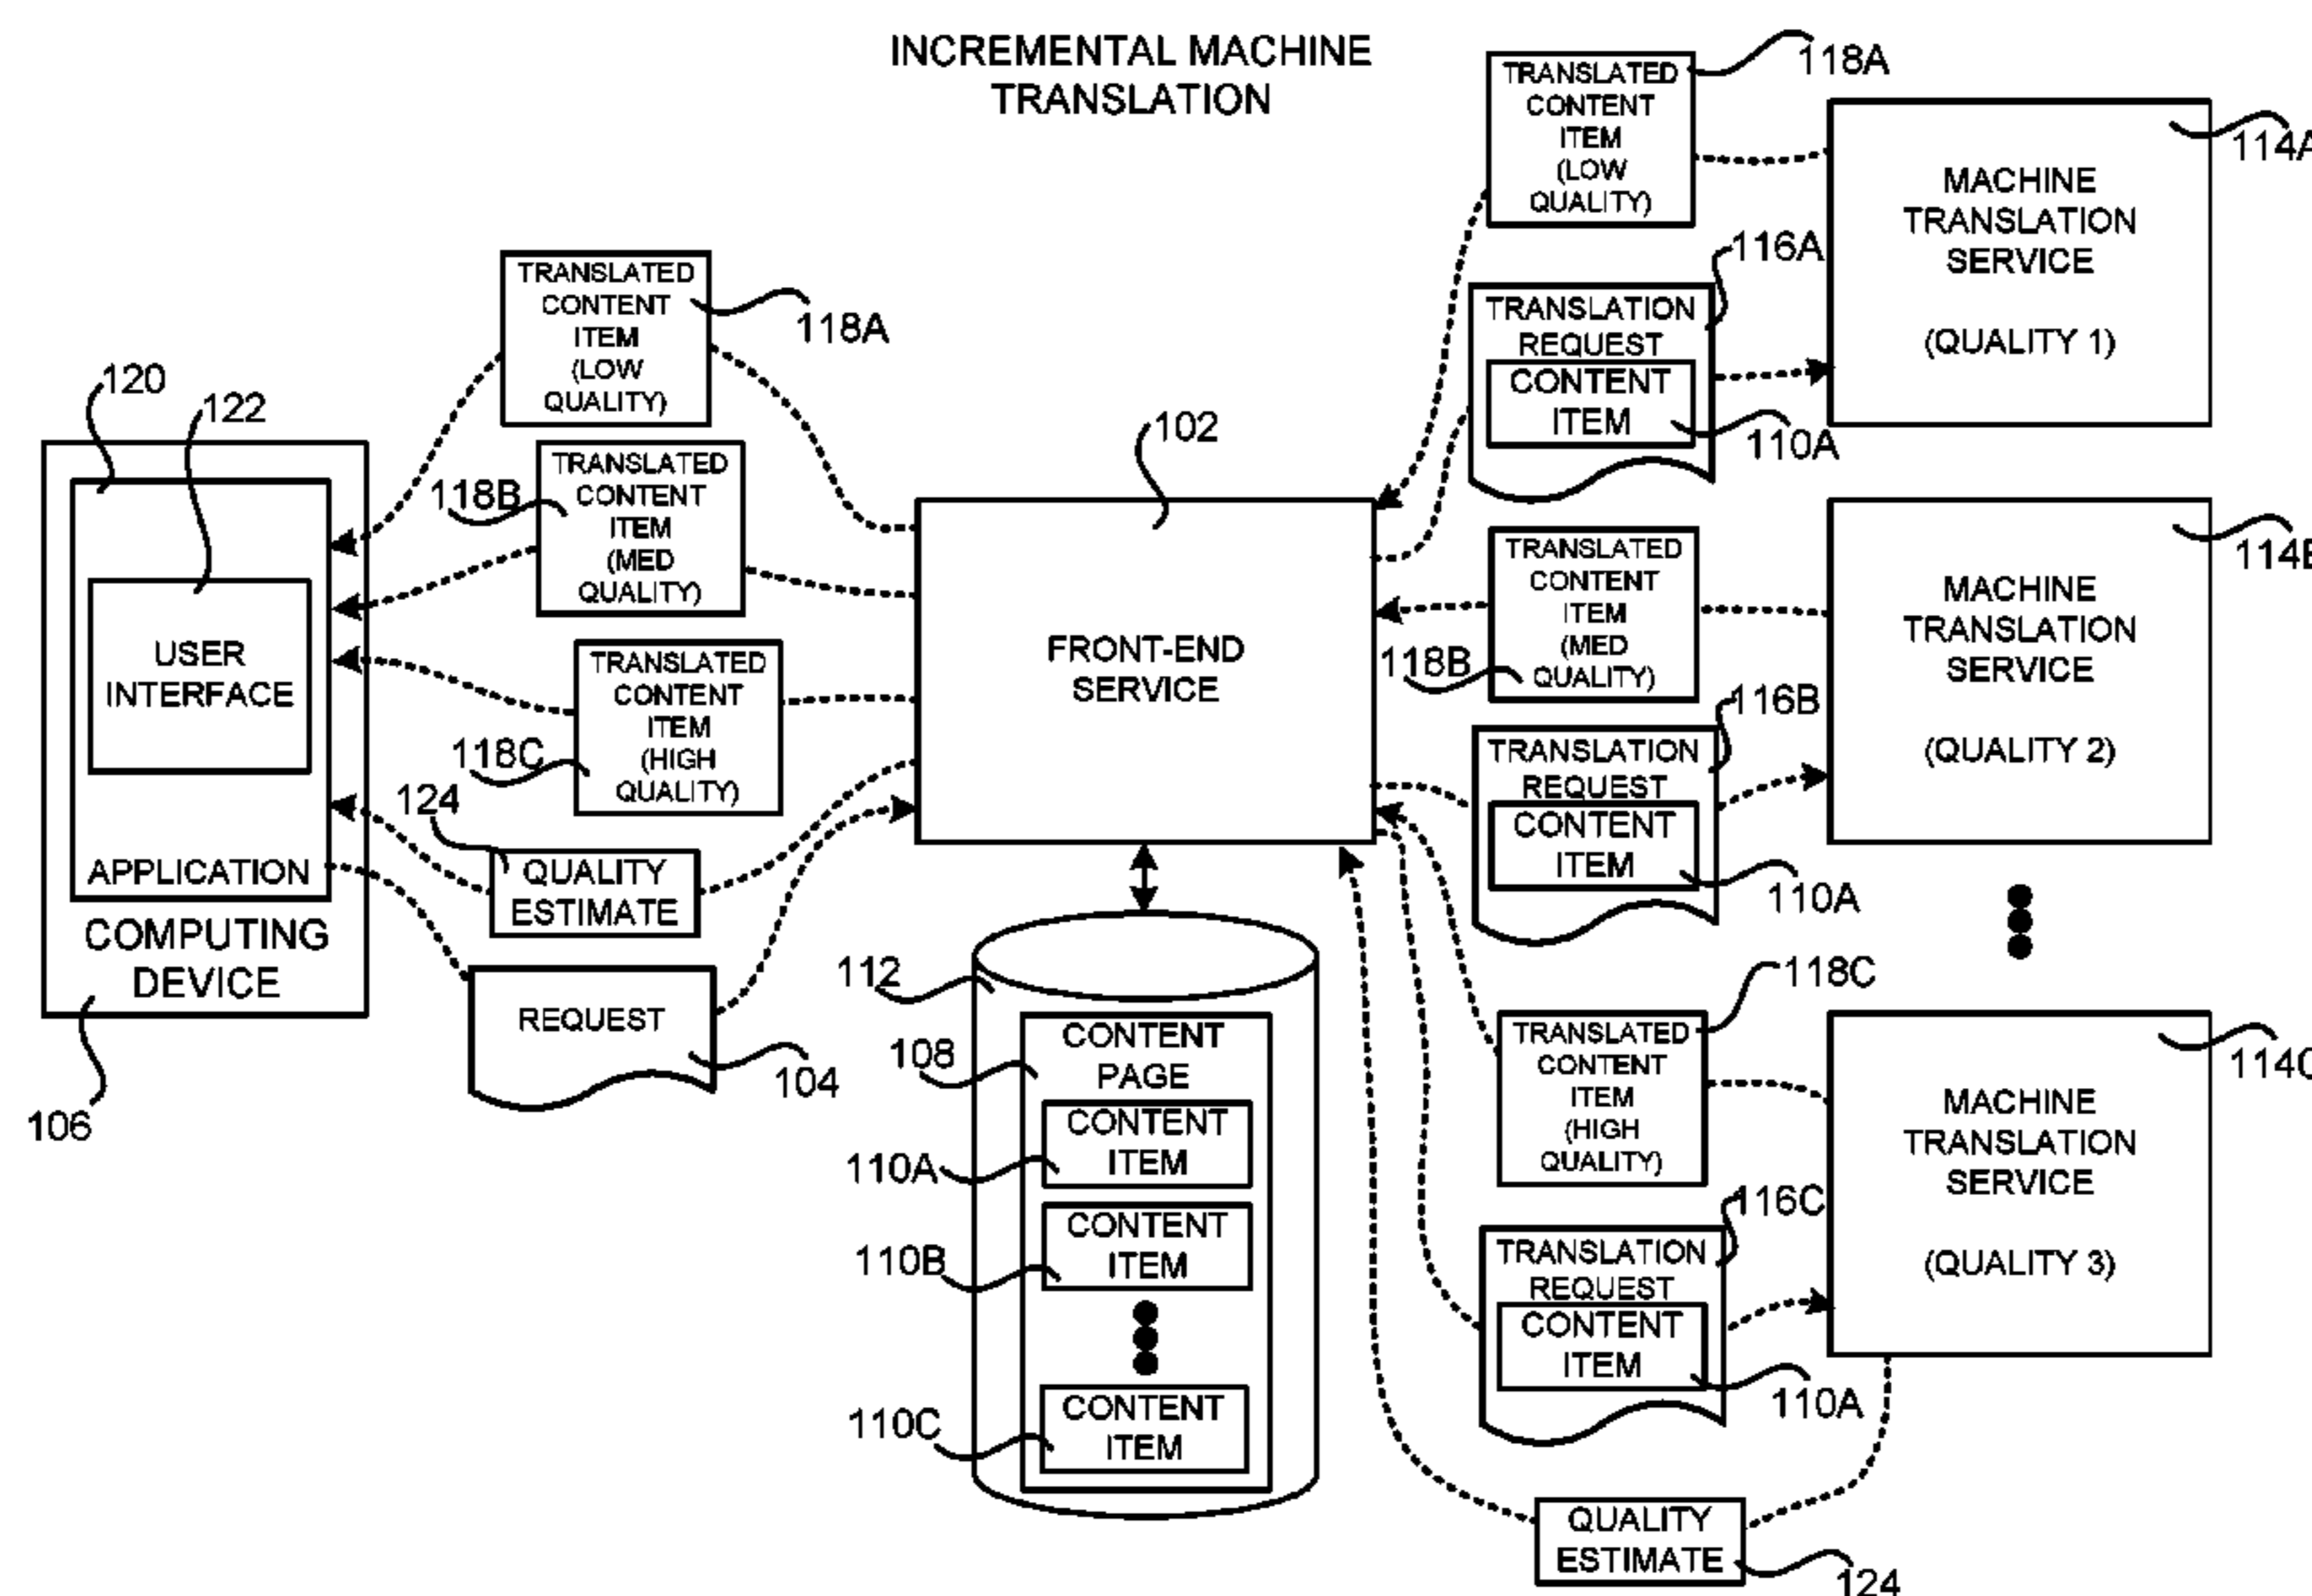 INCREMENTAL MACHINE
TRANSLATION
120
122
USER
INTERFACE
APPLICATION
COMPUTING
DEVICE
106
TRANSLATED
CONTENT
ITEM
(LOW
QUALITY)
118A
TRANSLATED
CONTENT
ITEM
(MED
QUALITY)
118B
TRANSLATED
CONTENT
ITEM
(HIGH
QUALITY)
118C
124
QUALITY
ESTIMATE
REQUEST
104
102
FRONT-END
SERVICE
112
108
CONTENT
PAGE
CONTENT
ITEM
110A
CONTENT
ITEM
110B
CONTENT
ITEM
110C
TRANSLATED
CONTENT
ITEM
(LOW
QUALITY)
118A
116A
TRANSLATION
REQUEST
CONTENT
ITEM
110A
MACHINE
TRANSLATION
SERVICE
(QUALITY 1)
114A
TRANSLATED
CONTENT
ITEM
(MED
QUALITY)
118B
116B
TRANSLATION
REQUEST
CONTENT
ITEM
110A
MACHINE
TRANSLATION
SERVICE
(QUALITY 2)
114B
118C
TRANSLATED
CONTENT
ITEM
(HIGH
QUALITY)
116C
TRANSLATION
REQUEST
CONTENT
ITEM
110A
MACHINE
TRANSLATION
SERVICE
(QUALITY 3)
114C
QUALITY
ESTIMATE
124